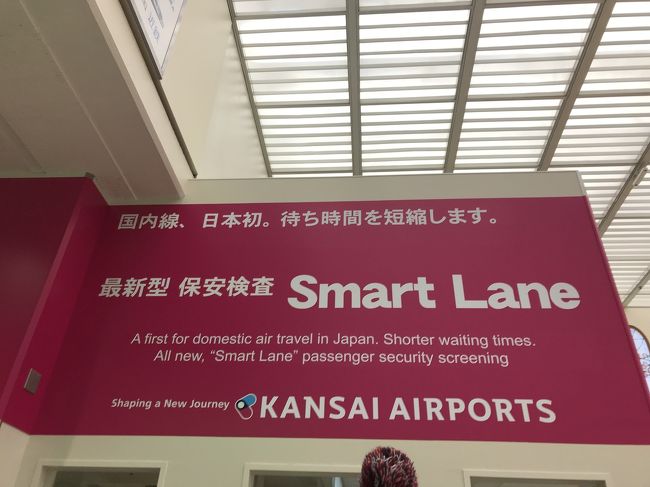 国内線、日本初。待ち時間を短縮します。
最新型 保安検査 Smart Lane
A first for domestic air travel in Japan. Shorter waiting times.
All new, “Smart Lane” passenger security screening
Shaping a New Journey KANSAI AIRPORTS